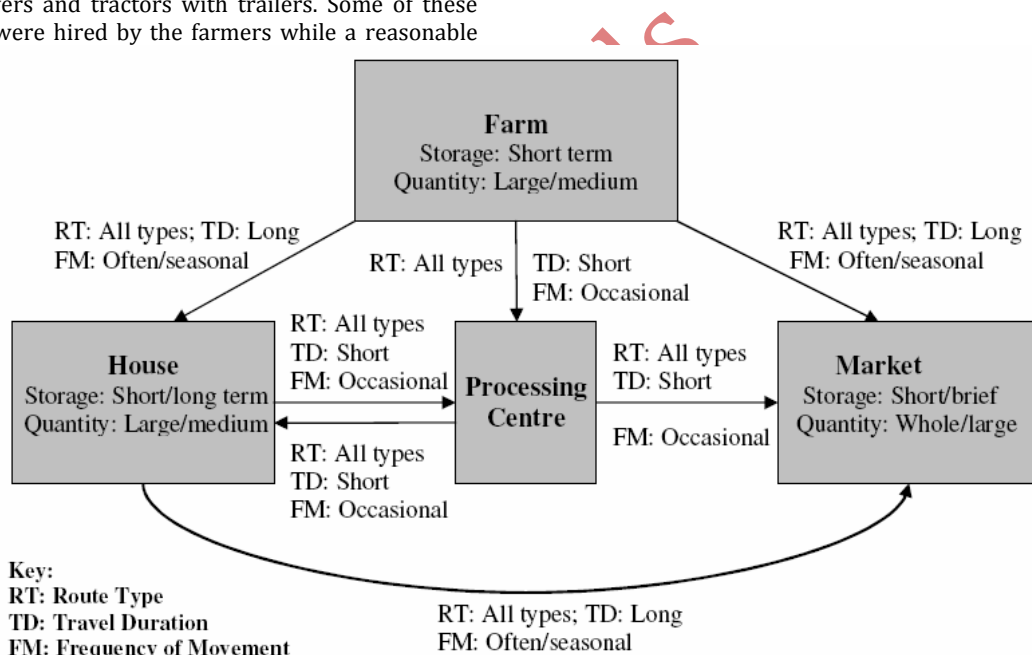 ers and tractors with trailers. Some of these
were hired by the farmers while a reasonable
Farm
Storage: Short term
Quantity: Large/medium
RT: All types; TD: Long
FM: Often/seasonal
RT: All types
TD: Short
FM: Occasional
RT: All types; TD: Long
FM: Often/seasonal
House
Storage: Short/long term
Quantity: Large/medium
RT: All types
TD: Short
FM: Occasional
RT: All types
TD: Short
FM: Occasional
Processing
Centre
RT: All types
TD: Short
FM: Occasional
Market
Storage: Short/brief
Quantity: Whole/large
RT: All types; TD: Long
FM: Often/seasonal
Key:
RT: Route Type
TD: Travel Duration
FM: Frequency of Movement